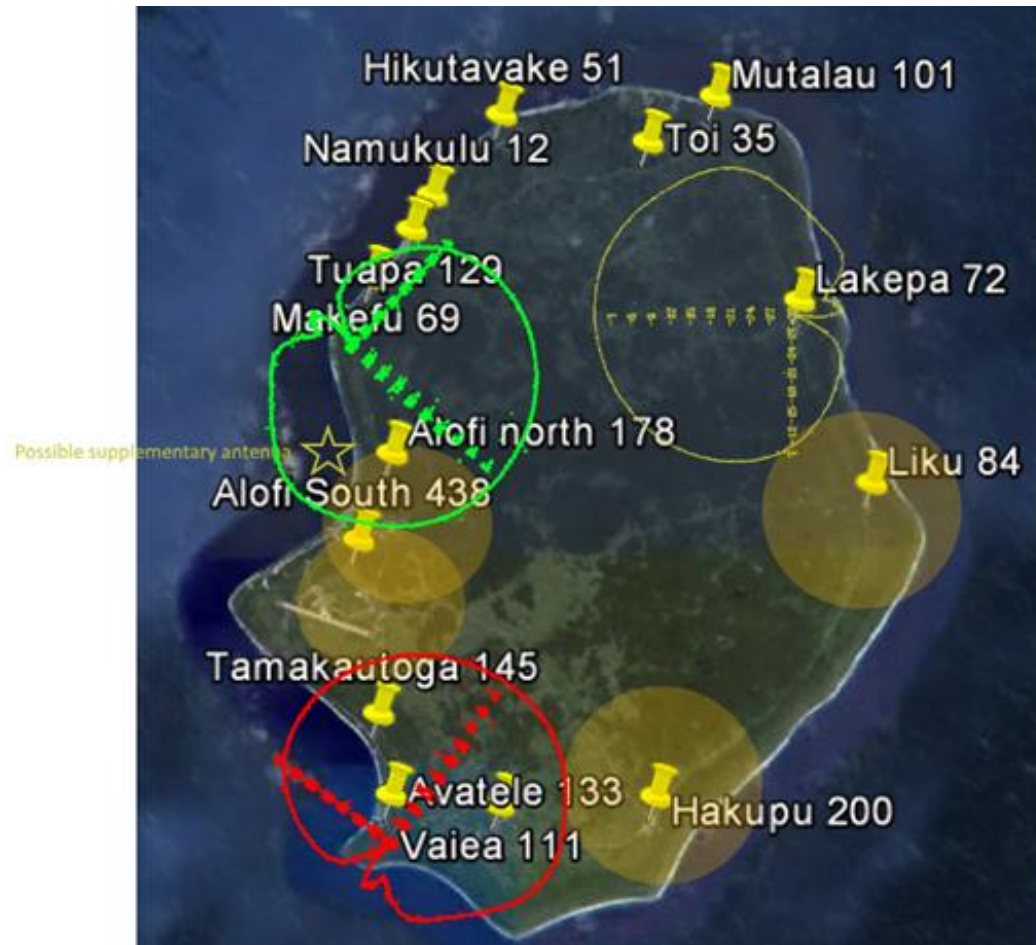 Hikutavake 51
Mutalau 101
Toi 35
Namukulu 12
Tuapa 129
Lakepa 72
Makefu 69
Alofi north 178
Possible supplementary antenna
Liku 84
Alofi South 438
Tamakautoga 145
Avatele 133
Hakupu 200
Vaiea 111